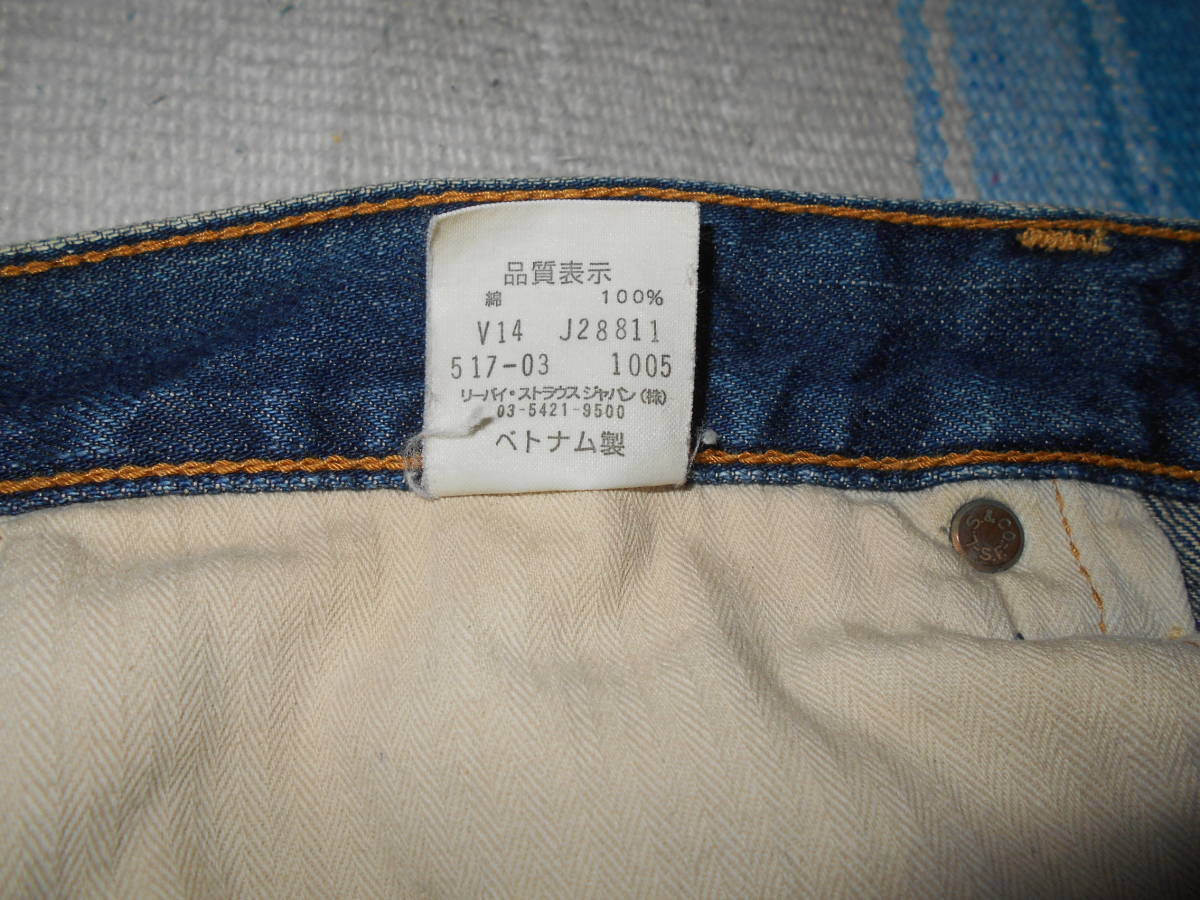 品質表示
綿 100%
V14 J28811
517-03 1005
リーバイ・ストラウスジャパン(株)
03-5421-9500
ベトナム製
L.S.&CO.-S.F.-